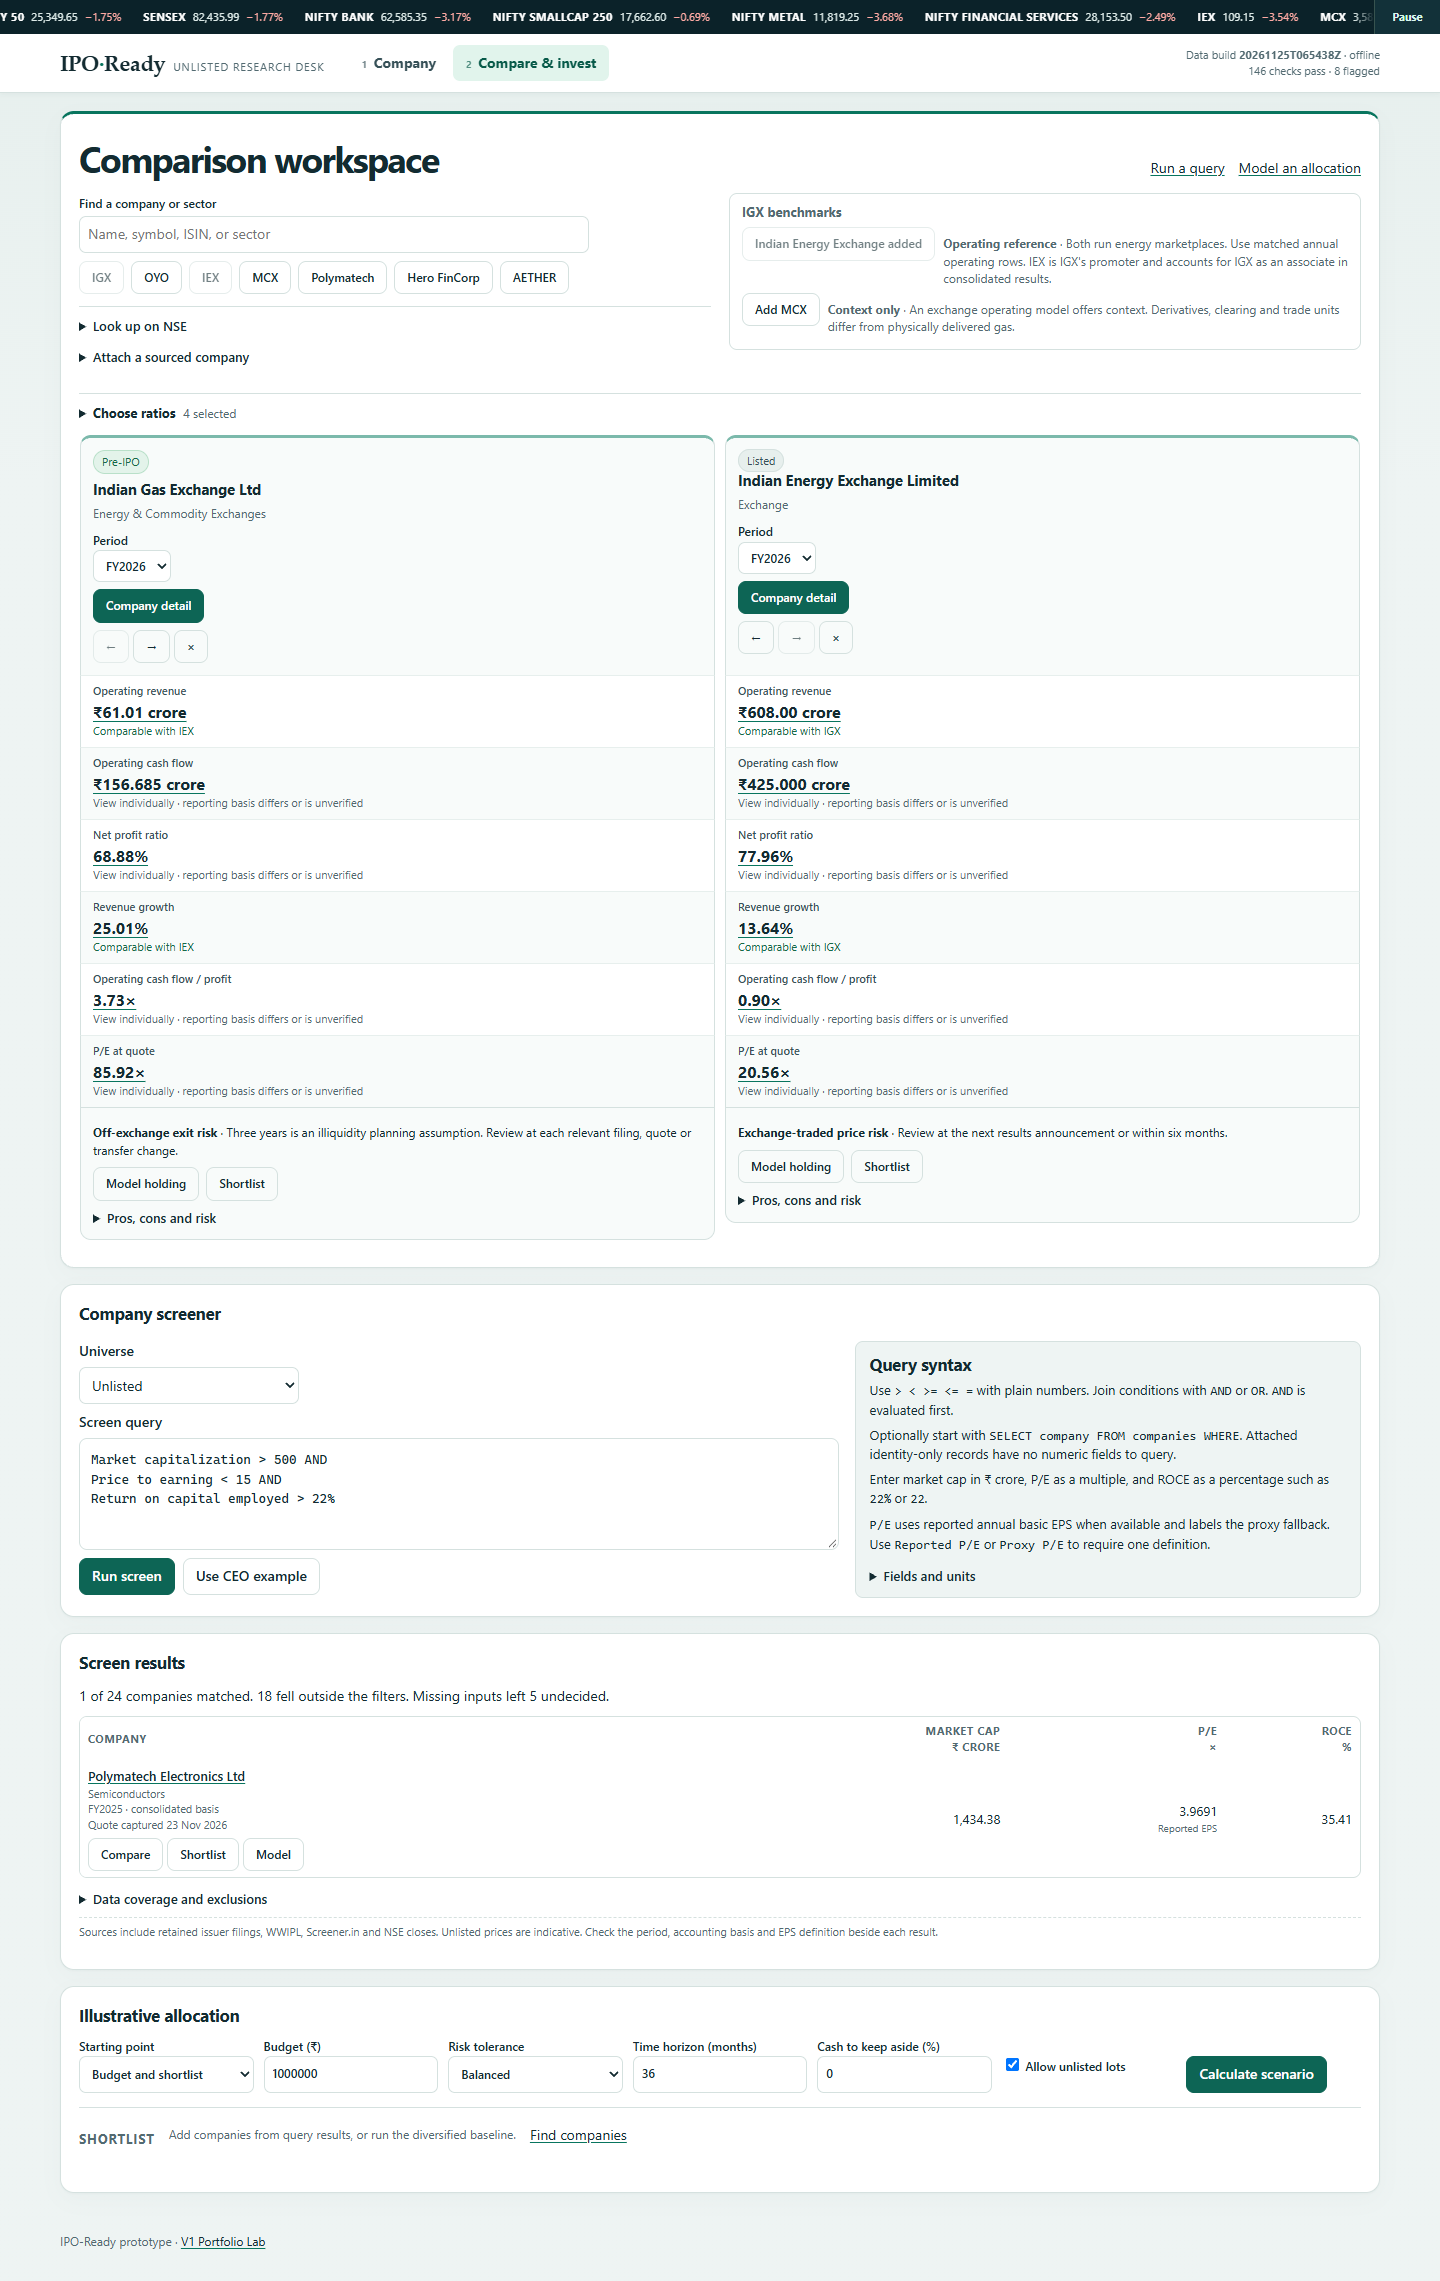 Y 50 25,349.65 −1.75% SENSEX 82,435.99 −1.77% NIFTY BANK 62,585.35 −3.17% NIFTY SMALLCAP 250 17,662.60 −0.69% NIFTY METAL 11,819.25 −3.68% NIFTY FINANCIAL SERVICES 28,153.50 −2.49% IEX 109.15 −3.54% MCX 3,58 Pause
IPO·Ready UNLISTED RESEARCH DESK 1 Company 2 Compare & invest
Data build 20261125T065438Z · offline
146 checks pass · 8 flagged
Comparison workspace
Run a query Model an allocation
Find a company or sector
Name, symbol, ISIN, or sector
IGX OYO IEX MCX Polymatech Hero FinCorp AETHER
▶ Look up on NSE
▶ Attach a sourced company
IGX benchmarks
Indian Energy Exchange added
Operating reference · Both run energy marketplaces. Use matched annual
operating rows. IEX is IGX's promoter and accounts for IGX as an associate in
consolidated results.
Add MCX
Context only · An exchange operating model offers context. Derivatives, clearing and trade units
differ from physically delivered gas.
▶ Choose ratios 4 selected
Pre-IPO
Indian Gas Exchange Ltd
Energy & Commodity Exchanges
Period
FY2026
Company detail
← → ×
Operating revenue
₹61.01 crore
Comparable with IEX
Operating cash flow
₹156.685 crore
View individually · reporting basis differs or is unverified
Net profit ratio
68.88%
View individually · reporting basis differs or is unverified
Revenue growth
25.01%
Comparable with IEX
Operating cash flow / profit
3.73×
View individually · reporting basis differs or is unverified
P/E at quote
85.92×
View individually · reporting basis differs or is unverified
Off-exchange exit risk · Three years is an illiquidity planning assumption. Review at each relevant filing, quote or
transfer change.
Model holding Shortlist
▶ Pros, cons and risk
Listed
Indian Energy Exchange Limited
Exchange
Period
FY2026
Company detail
← → ×
Operating revenue
₹608.00 crore
Comparable with IGX
Operating cash flow
₹425.000 crore
View individually · reporting basis differs or is unverified
Net profit ratio
77.96%
View individually · reporting basis differs or is unverified
Revenue growth
13.64%
Comparable with IGX
Operating cash flow / profit
0.90×
View individually · reporting basis differs or is unverified
P/E at quote
20.56×
View individually · reporting basis differs or is unverified
Exchange-traded price risk · Review at the next results announcement or within six months.
Model holding Shortlist
▶ Pros, cons and risk
Company screener
Universe
Unlisted
Screen query
Market capitalization > 500 AND
Price to earning < 15 AND
Return on capital employed > 22%
Run screen Use CEO example
Query syntax
Use > < >= <= = with plain numbers. Join conditions with AND or OR. AND is
evaluated first.
Optionally start with SELECT company FROM companies WHERE. Attached
identity-only records have no numeric fields to query.
Enter market cap in ₹ crore, P/E as a multiple, and ROCE as a percentage such as
22% or 22.
P/E uses reported annual basic EPS when available and labels the proxy fallback.
Use Reported P/E or Proxy P/E to require one definition.
▶ Fields and units
Screen results
1 of 24 companies matched. 18 fell outside the filters. Missing inputs left 5 undecided.
COMPANY MARKET CAP P/E ROCE
₹ CRORE × %
Polymatech Electronics Ltd
Semiconductors
FY2025 · consolidated basis
Quote captured 23 Nov 2026
Compare Shortlist Model
1,434.38 3.9691 35.41
Reported EPS
▶ Data coverage and exclusions
Sources include retained issuer filings, WWIPL, Screener.in and NSE closes. Unlisted prices are indicative. Check the period, accounting basis and EPS definition beside each result.
Illustrative allocation
Starting point Budget (₹) Risk tolerance Time horizon (months) Cash to keep aside (%)
Budget and shortlist 1000000 Balanced 36 0 Allow unlisted lots Calculate scenario
SHORTLIST Add companies from query results, or run the diversified baseline. Find companies
IPO-Ready prototype · V1 Portfolio Lab